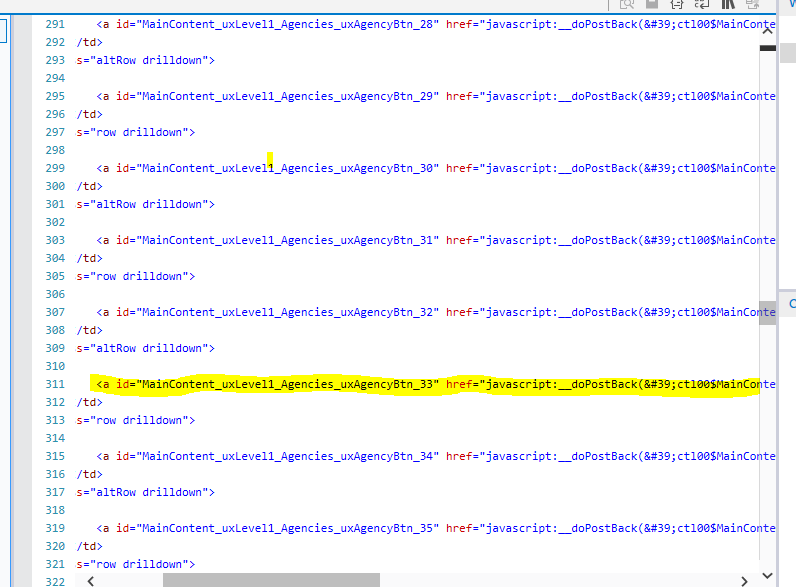 291 <a id="MainContent_uxLevel1_Agencies_uxAgencyBtn_28" href="javascript:__doPostBack(&#39;ctl00$MainConte
292 /td>
293 s="altRow drilldown">
294
295 <a id="MainContent_uxLevel1_Agencies_uxAgencyBtn_29" href="javascript:__doPostBack(&#39;ctl00$MainConte
296 /td>
297 s="row drilldown">
298
299 <a id="MainContent_uxLevel1_Agencies_uxAgencyBtn_30" href="javascript:__doPostBack(&#39;ctl00$MainConte
300 /td>
301 s="altRow drilldown">
302
303 <a id="MainContent_uxLevel1_Agencies_uxAgencyBtn_31" href="javascript:__doPostBack(&#39;ctl00$MainConte
304 /td>
305 s="row drilldown">
306
307 <a id="MainContent_uxLevel1_Agencies_uxAgencyBtn_32" href="javascript:__doPostBack(&#39;ctl00$MainConte
308 /td>
309 s="altRow drilldown">
310
311 <a id="MainContent_uxLevel1_Agencies_uxAgencyBtn_33" href="javascript:__doPostBack(&#39;ctl00$MainConte
312 /td>
313 s="row drilldown">
314
315 <a id="MainContent_uxLevel1_Agencies_uxAgencyBtn_34" href="javascript:__doPostBack(&#39;ctl00$MainConte
316 /td>
317 s="altRow drilldown">
318
319 <a id="MainContent_uxLevel1_Agencies_uxAgencyBtn_35" href="javascript:__doPostBack(&#39;ctl00$MainConte
320 /td>
321 s="row drilldown">
322